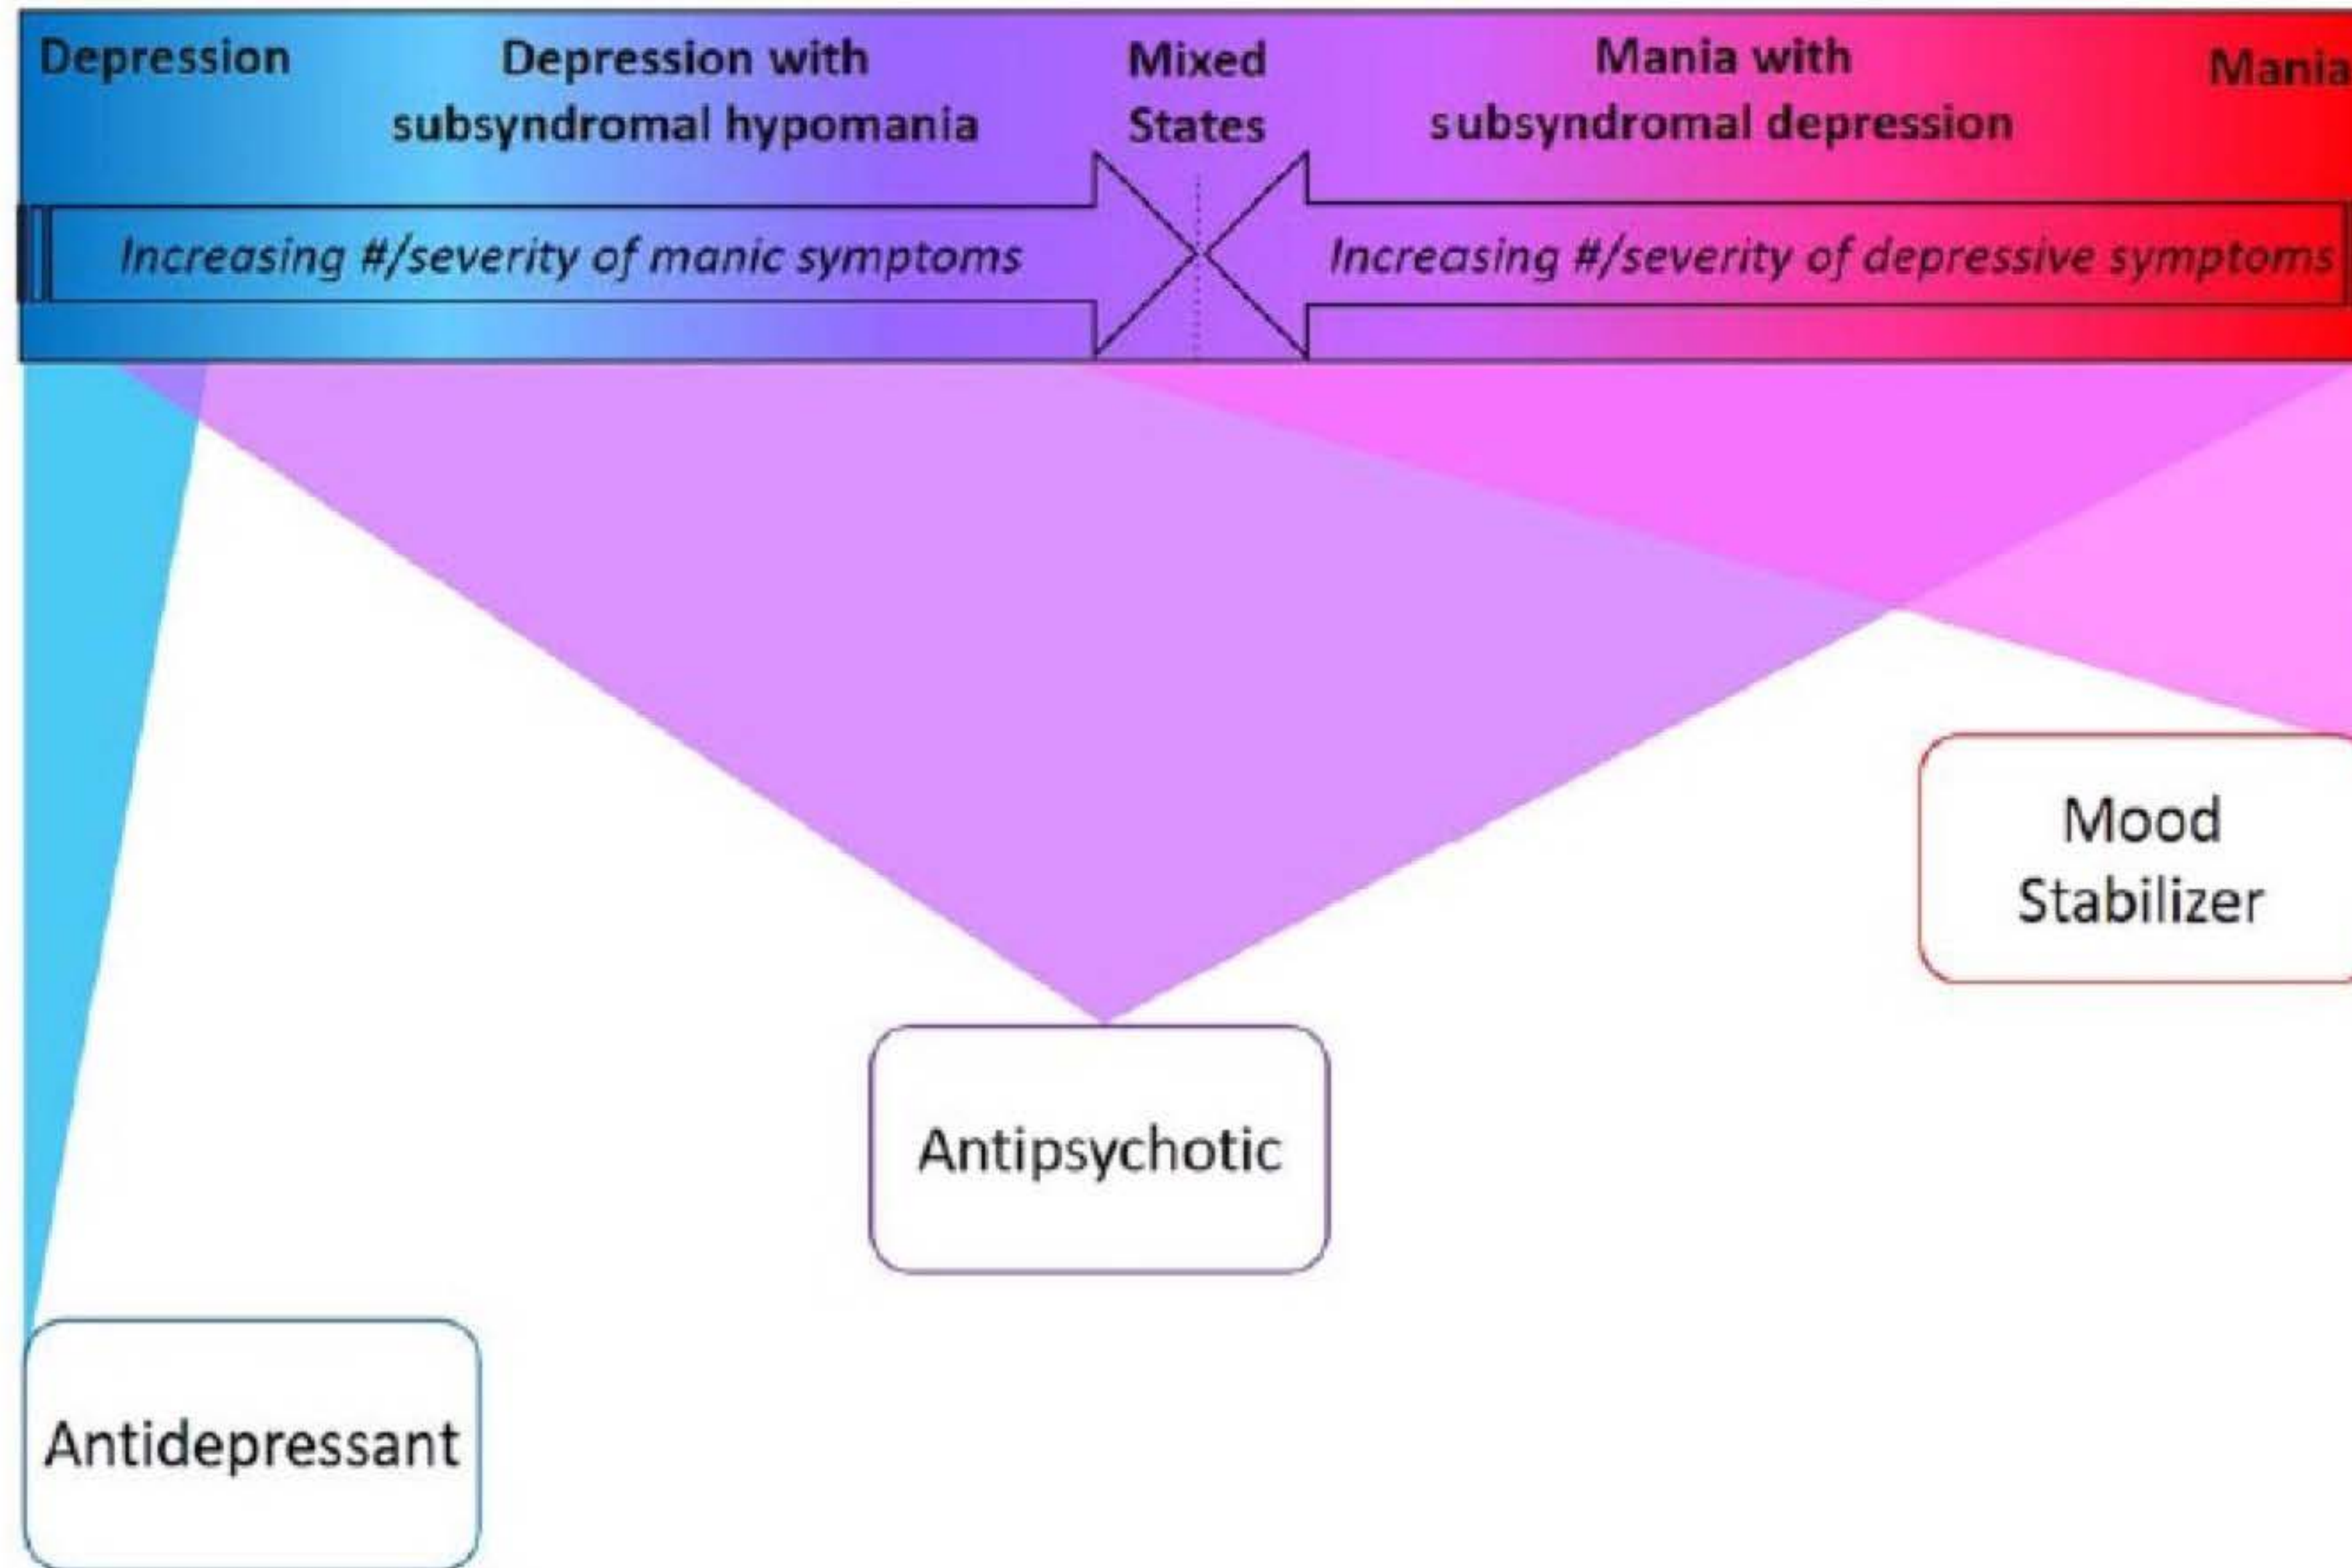 Depression
Depression with
subsyndromal hypomania
Mixed
States
Mania with
subsyndromal depression
Mania
Increasing #/severity of manic symptoms
Increasing #/severity of depressive symptoms
Mood
Stabilizer
Antipsychotic
Antidepressant